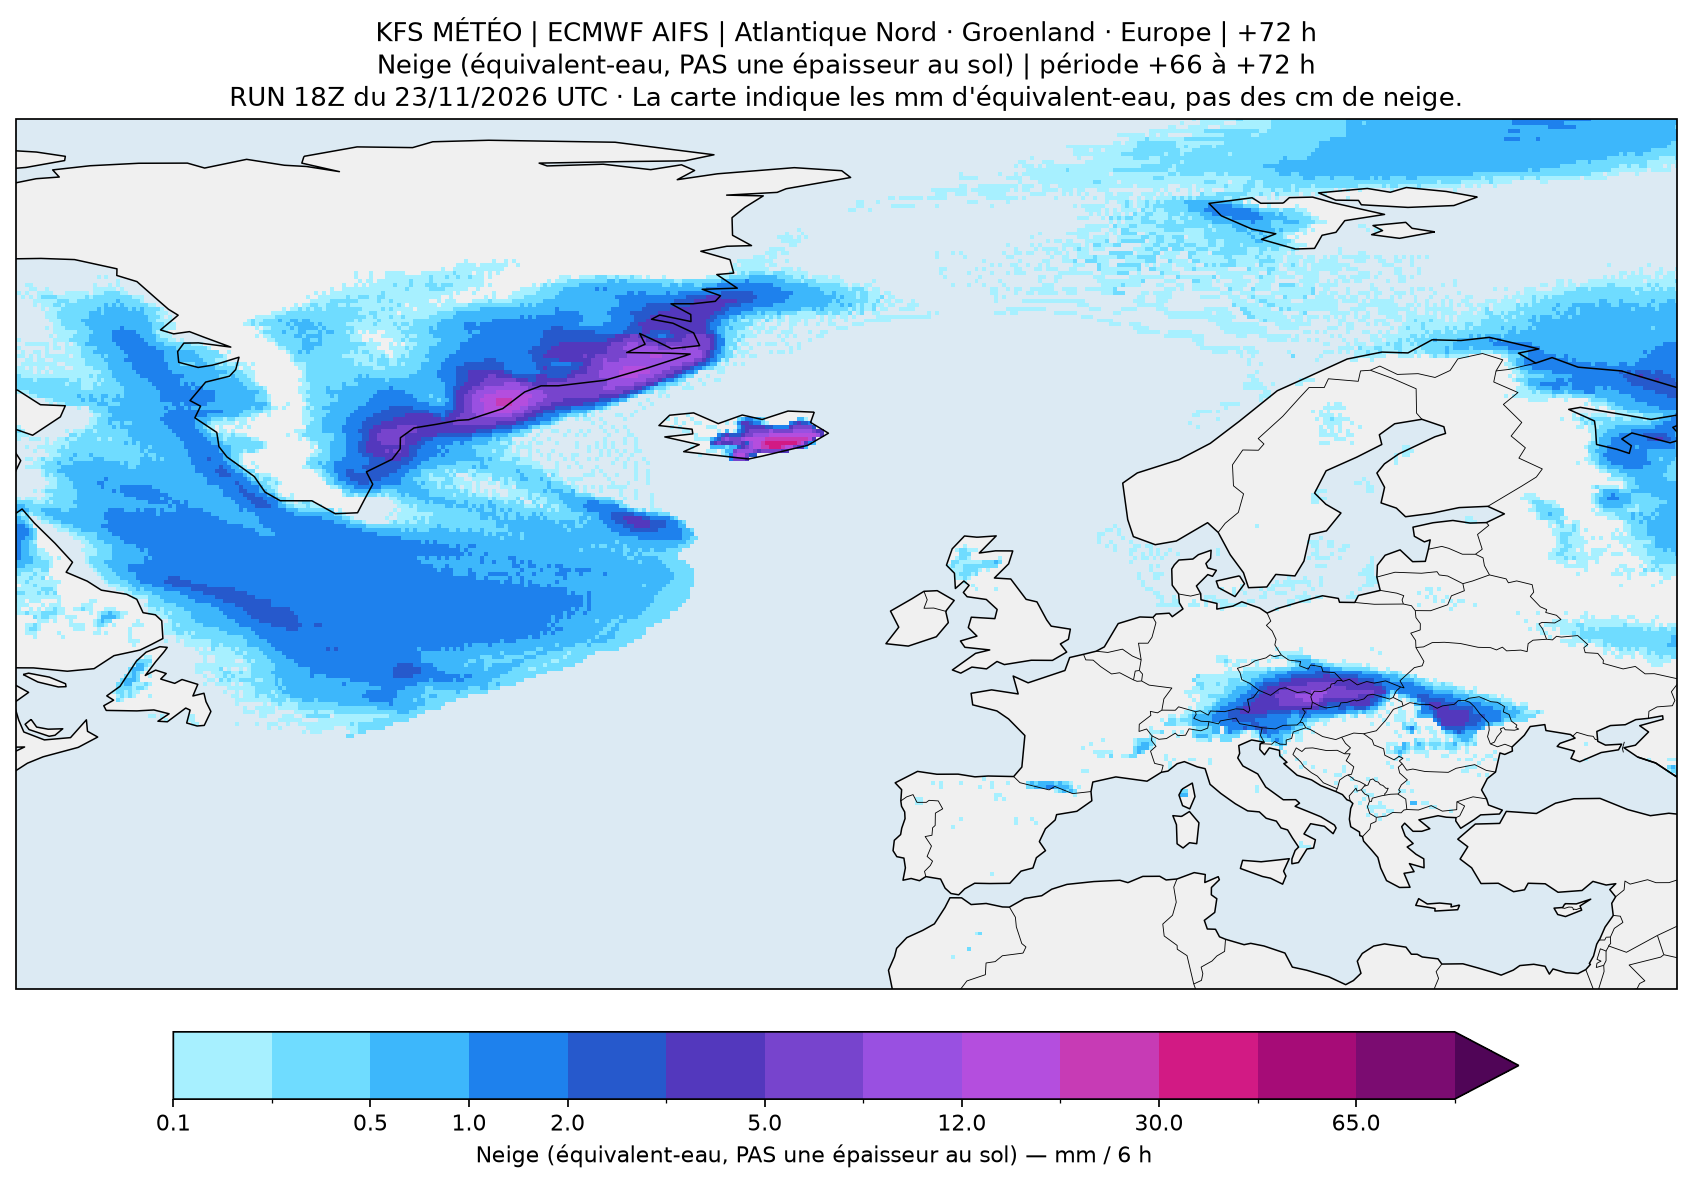 KFS MÉTÉO | ECMWF AIFS | Atlantique Nord · Groenland · Europe | +72 h
Neige (équivalent-eau, PAS une épaisseur au sol) | période +66 à +72 h
RUN 18Z du 23/11/2026 UTC · La carte indique les mm d'équivalent-eau, pas des cm de neige.
0.1 0.5 1.0 2.0 5.0 12.0 30.0 65.0
Neige (équivalent-eau, PAS une épaisseur au sol) — mm / 6 h